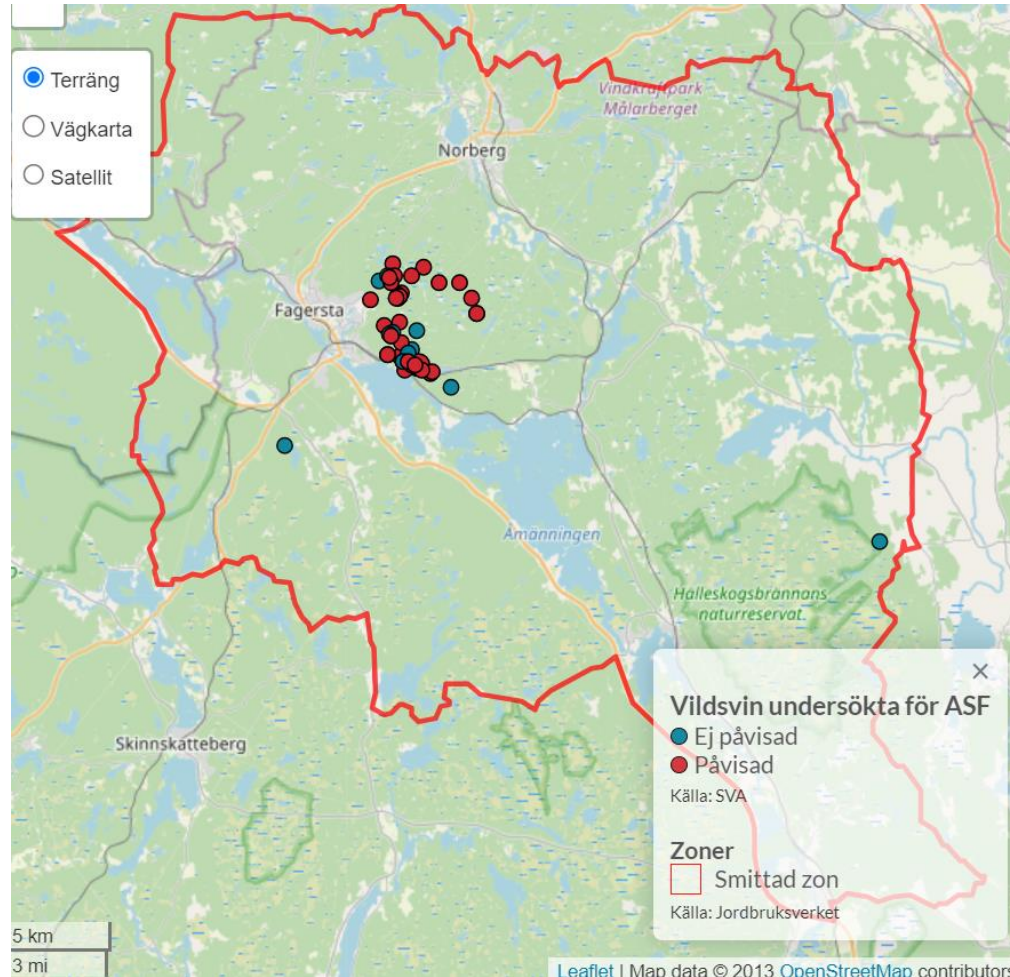 Terräng
Vägkarta
Satellit
Vindkraftpark
Målarberget
Norberg
Fagersta
Åmänningen
Hälleskogsbrännans
naturreservat.
Skinnskatteberg
×
Vildsvin undersökta för ASF
Ej påvisad
Påvisad
Källa: SVA
Zoner
Smittad zon
Källa: Jordbruksverket
5 km
3 mi
Leaflet | Map data © 2013 OpenStreetMap contributors